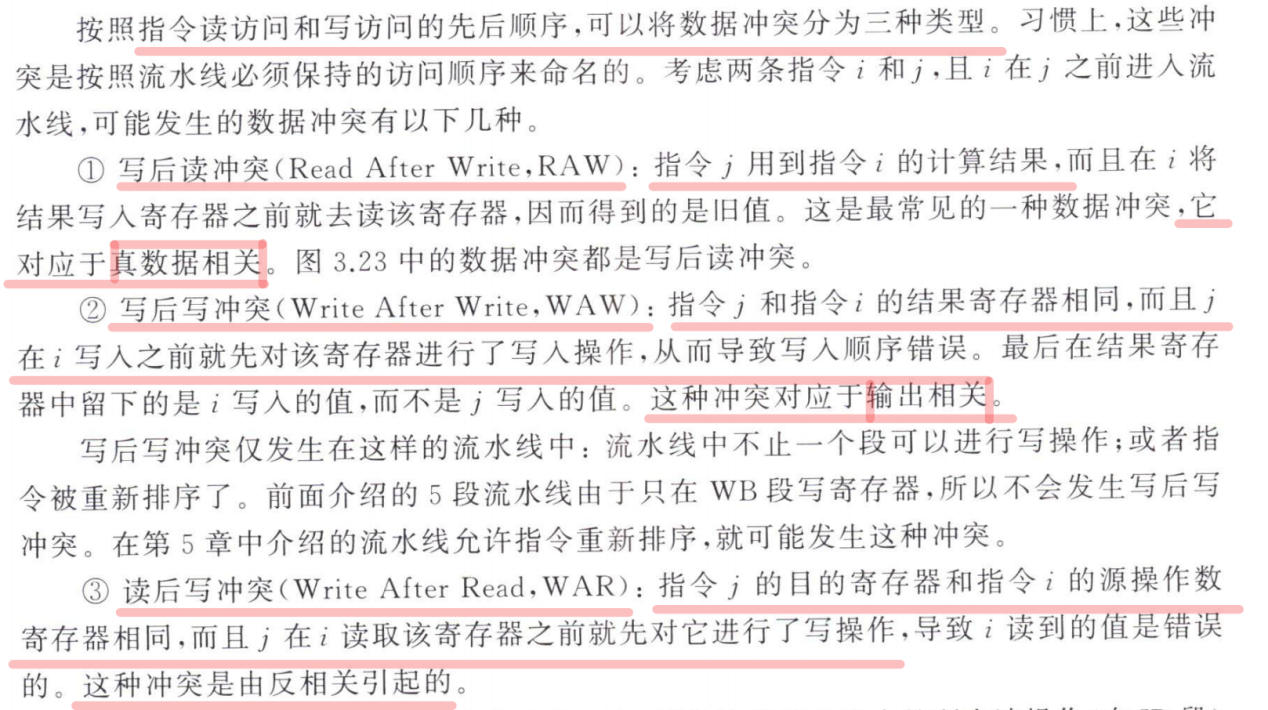 按照指令读访问和写访问的先后顺序,可以将数据冲突分为三种类型。习惯上,这些冲
突是按照流水线必须保持的访问顺序来命名的。考虑两条指令 i 和 j,且 i 在 j 之前进入流
水线,可能发生的数据冲突有以下几种。
① 写后读冲突(Read After Write,RAW):指令 j 用到指令 i 的计算结果,而且在 i 将
结果写入寄存器之前就去读该寄存器,因而得到的是旧值。这是最常见的一种数据冲突,它
对应于真数据相关。图 3.23 中的数据冲突都是写后读冲突。
② 写后写冲突(Write After Write,WAW):指令 j 和指令 i 的结果寄存器相同,而且 j
在 i 写入之前就先对该寄存器进行了写入操作,从而导致写入顺序错误。最后在结果寄存
器中留下的是 i 写入的值,而不是 j 写入的值。这种冲突对应于输出相关。
写后写冲突仅发生在这样的流水线中:流水线中不止一个段可以进行写操作;或者指
令被重新排序了。前面介绍的 5 段流水线由于只在 WB 段写寄存器,所以不会发生写后写
冲突。在第 5 章中介绍的流水线允许指令重新排序,就可能发生这种冲突。
③ 读后写冲突(Write After Read,WAR):指令 j 的目的寄存器和指令 i 的源操作数
寄存器相同,而且 j 在 i 读取该寄存器之前就先对它进行了写操作,导致 i 读到的值是错误
的。这种冲突是由反相关引起的。